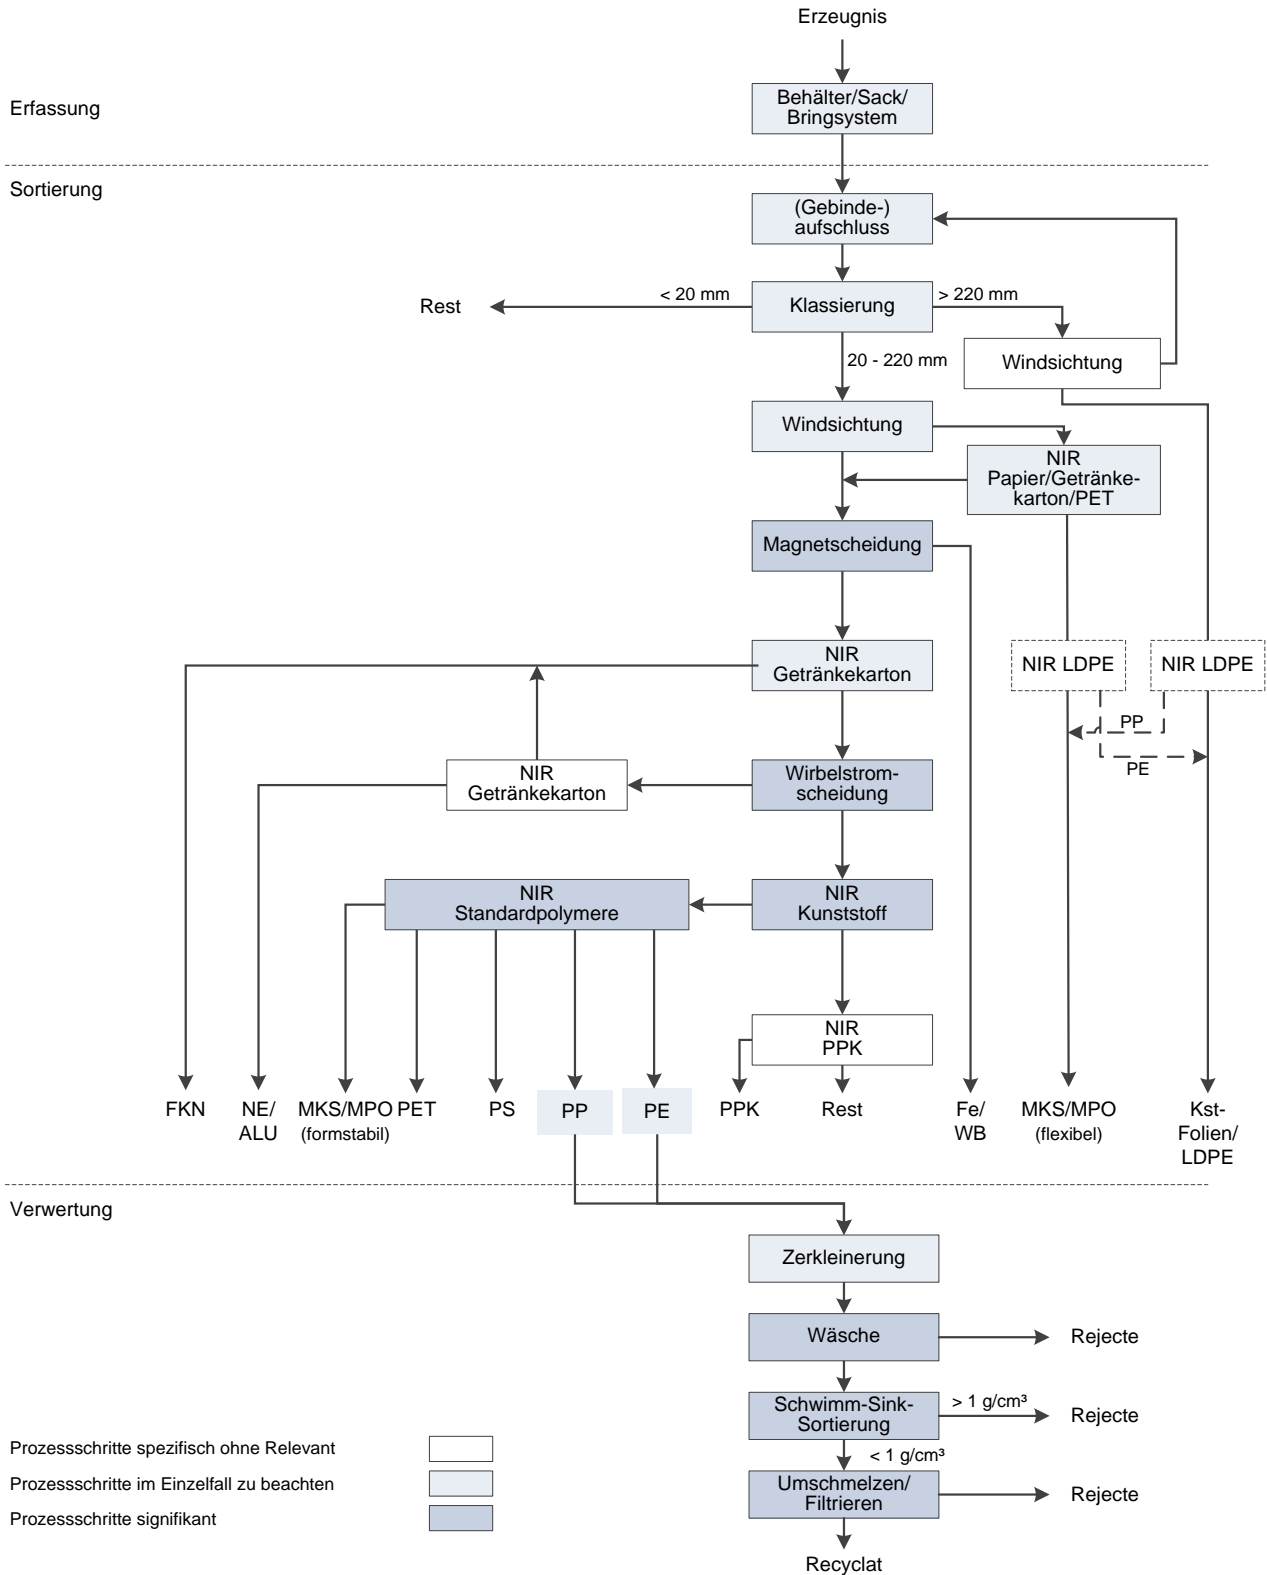 Erzeugnis
Erfassung
Behälter/Sack/
Bringsystem
Sortierung
(Gebinde-)
aufschluss
Rest
< 20 mm
Klassierung
> 220 mm
20 - 220 mm
Windsichtung
Windsichtung
NIR
Papier/Getränke-
karton/PET
Magnetscheidung
NIR
Getränkekarton
NIR LDPE
NIR LDPE
PP
PE
NIR
Getränkekarton
Wirbelstrom-
scheidung
NIR
Standardpolymere
NIR
Kunststoff
NIR
PPK
FKN
NE/
ALU
MKS/MPO
(formstabil)
PET
PS
PP
PE
PPK
Rest
Fe/
WB
MKS/MPO
(flexibel)
Kst-
Folien/
LDPE
Verwertung
Zerkleinerung
Wäsche
Rejecte
Schwimm-Sink-
Sortierung
> 1 g/cm³
Rejecte
< 1 g/cm³
Umschmelzen/
Filtrieren
Rejecte
Recyclat
Prozessschritte spezifisch ohne Relevant
Prozessschritte im Einzelfall zu beachten
Prozessschritte signifikant